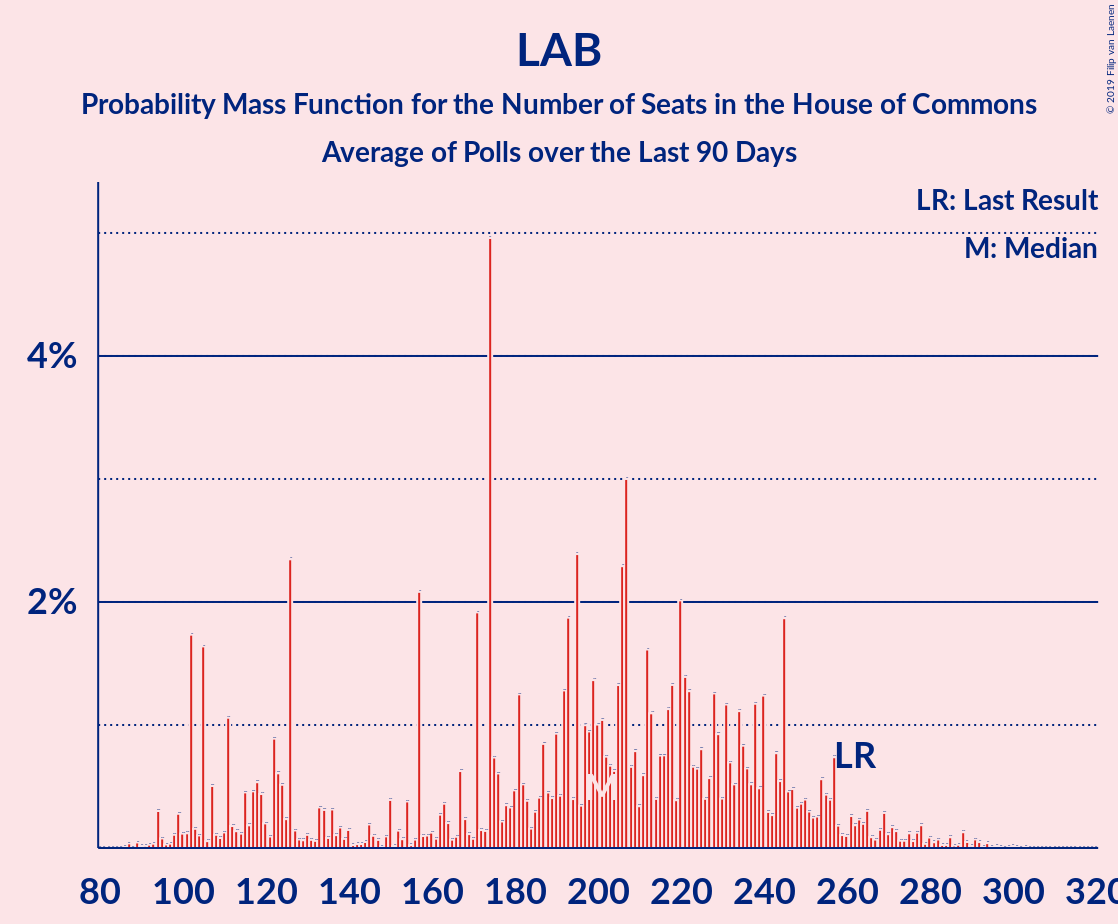 LAB
Probability Mass Function for the Number of Seats in the House of Commons
Average of Polls over the Last 90 Days
© 2019 Filip van Laenen
LR: Last Result
M: Median
4%
2%
M
LR
80 100 120 140 160 180 200 220 240 260 280 300 320